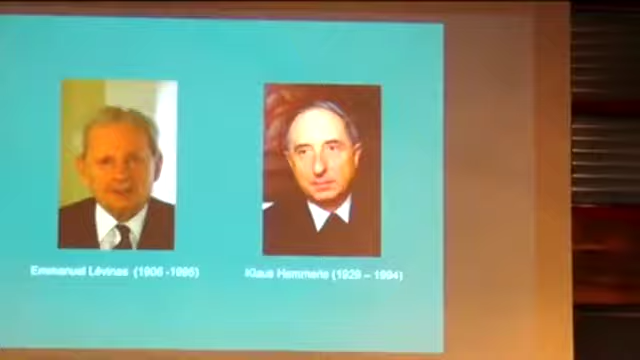 Emmanuel Lévinas (1906 -1995)
Klaus Hemmerle (1929 – 1994)